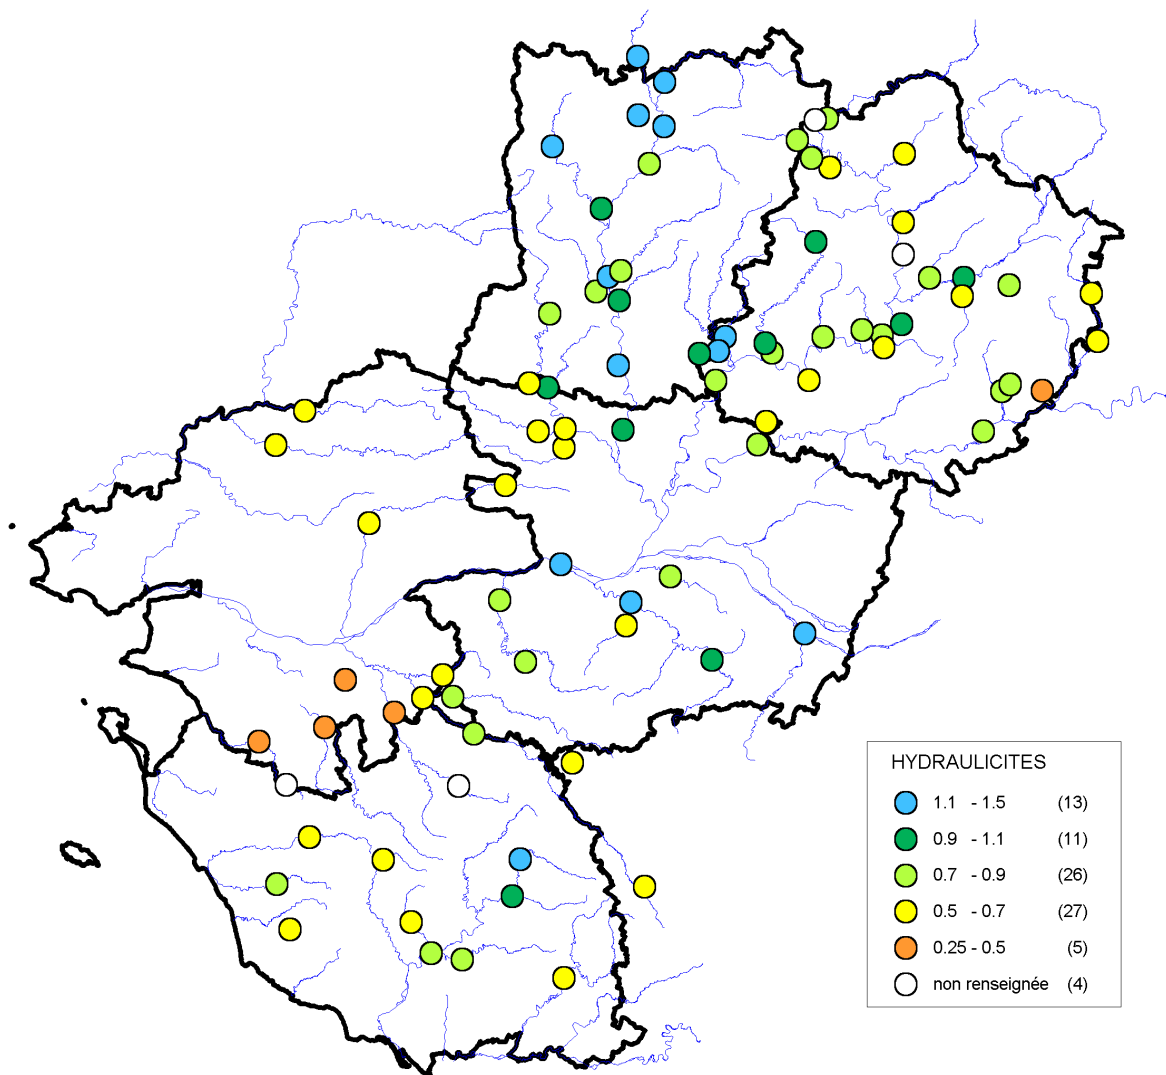 HYDRAULICITES
1.1 - 1.5 (13)
0.9 - 1.1 (11)
0.7 - 0.9 (26)
0.5 - 0.7 (27)
0.25 - 0.5 (5)
non renseignée (4)